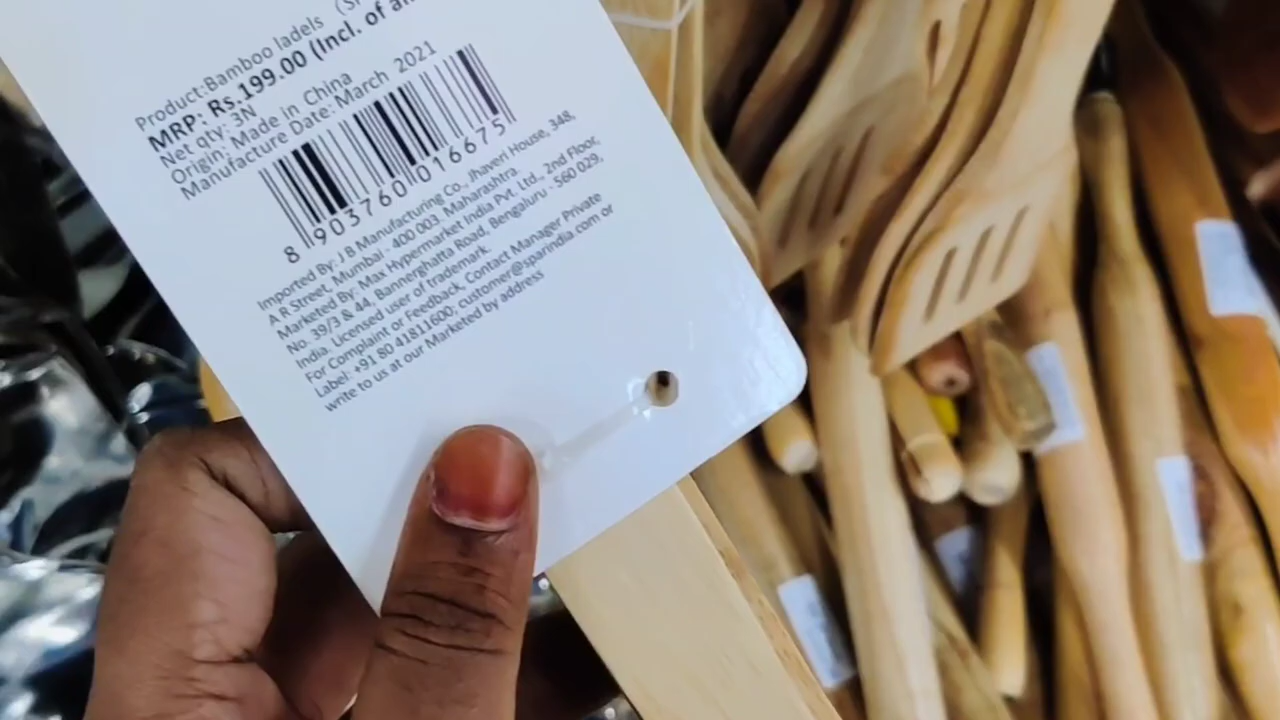 Product:Bamboo ladels
MRP: Rs.199.00 (Incl. of
Net qty: 3N
Origin: Made in China
Manufacture Date: March 2021
8 903760 016675
Imported By: J B Manufacturing Co., Jhaveri House, 348,
A R Street, Mumbai - 400 003. Maharashtra
Marketed By: Max Hypermarket India Pvt. Ltd., 2nd Floor,
No. 39/3 & 44, Bannerghatta Road, Bengaluru - 560 029,
India. Licensed user of trademark.
For Complaint or Feedback, Contact Manager Private
Label: +91 80 41811600; customer@sparindia.com or
write to us at our Marketed by address